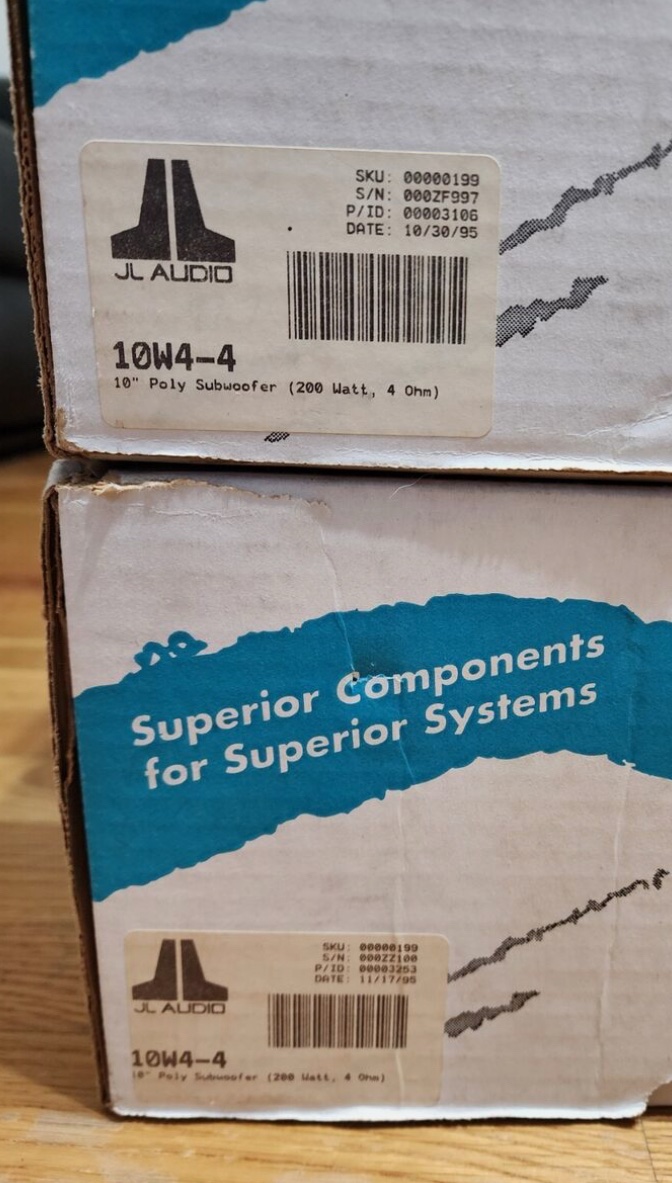 SKU: 00000199
S/N: 000ZF997
P/ID: 00003106
DATE: 10/30/95
JL AUDIO
10W4-4
10" Poly Subwoofer (200 Watt, 4 Ohm)
Superior Components
for Superior Systems
SKU: 00000199
S/N: 000ZZ100
P/ID: 00003253
DATE: 11/17/95
JL AUDIO
10W4-4
10" Poly Subwoofer (200 Watt, 4 Ohm)